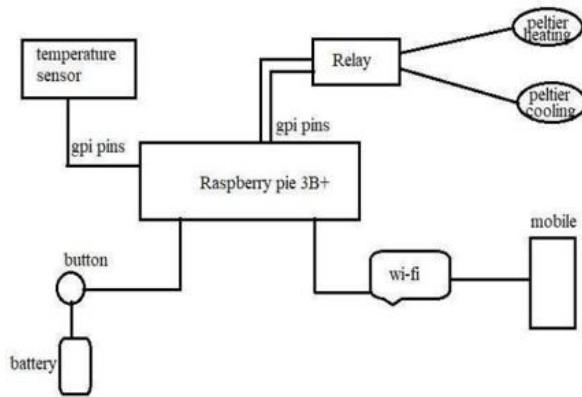 temperature
sensor
Relay
peltier
heating
peltier
cooling
gpi pins
gpi pins
Raspberry pie 3B+
button
battery
wi-fi
mobile